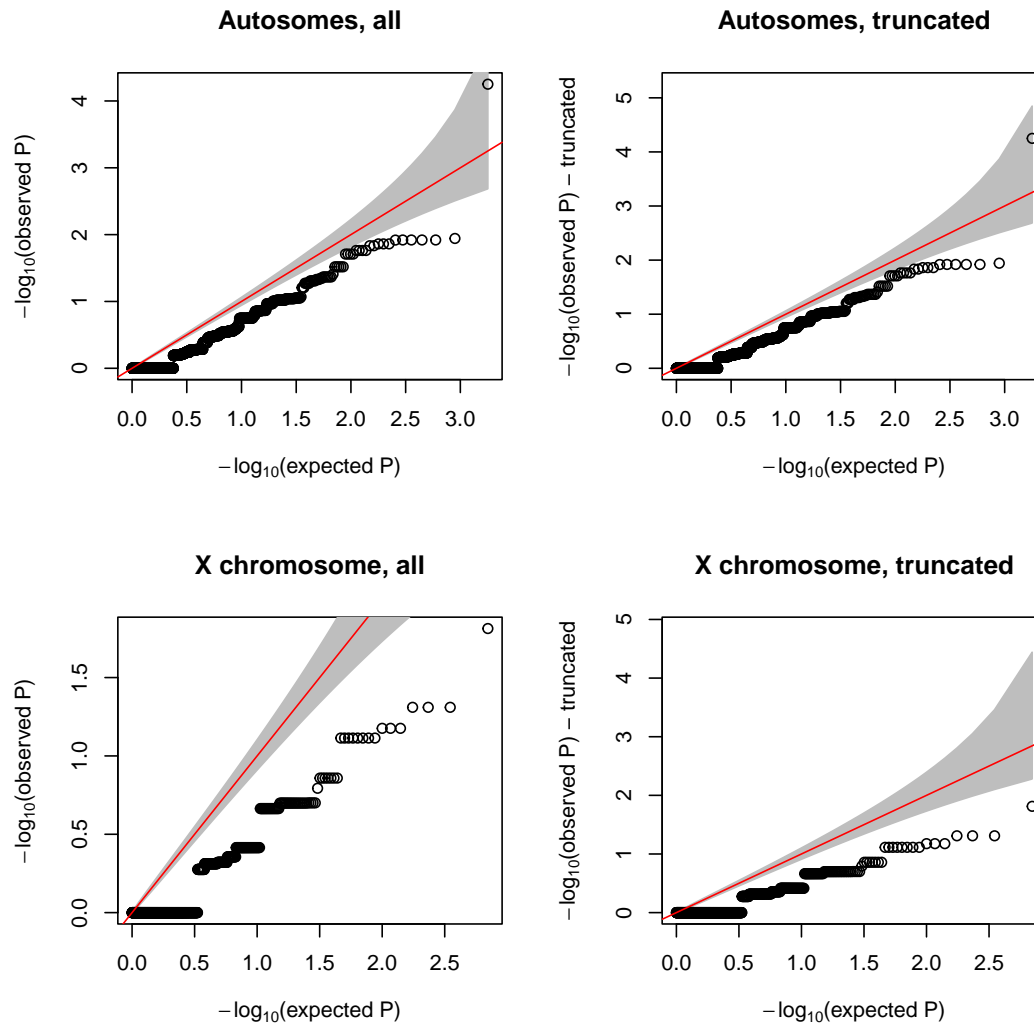 Autosomes, all
−log10(observed P)
4
3
2
1
0
0.0 0.5 1.0 1.5 2.0 2.5 3.0
−log10(expected P)
Autosomes, truncated
−log10(observed P) − truncated
5
4
3
2
1
0
0.0 0.5 1.0 1.5 2.0 2.5 3.0
−log10(expected P)
X chromosome, all
−log10(observed P)
1.5
1.0
0.5
0.0
0.0 0.5 1.0 1.5 2.0 2.5
−log10(expected P)
X chromosome, truncated
−log10(observed P) − truncated
5
4
3
2
1
0
0.0 0.5 1.0 1.5 2.0 2.5
−log10(expected P)